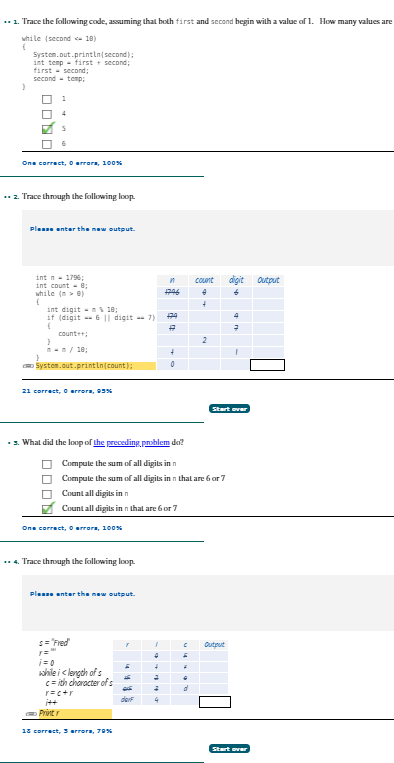 •• 1. Trace the following code, assuming that both first and second begin with a value of 1. How many values are
while (second <= 10)
{
System.out.println(second);
int temp = first + second;
first = second;
second = temp;
}
1
4
5
6
One correct, 0 errors, 100%
•• 2. Trace through the following loop.
Please enter the new output.
int n = 1796;
int count = 0;
while (n > 0)
{
int digit = n % 10;
if (digit == 6 || digit == 7)
{
count++;
}
n = n / 10;
}
System.out.println(count);
n count digit Output
1796 0 6
1
179 9
17 7
2
1 1
0
21 correct, 0 errors, 95%
Start over
• 3. What did the loop of the preceding problem do?
Compute the sum of all digits in n
Compute the sum of all digits in n that are 6 or 7
Count all digits in n
Count all digits in n that are 6 or 7
One correct, 0 errors, 100%
•• 4. Trace through the following loop.
Please enter the new output.
s = "Fred"
r = ""
i = 0
while i < length of s
c = ith character of s
r = c + r
i++
Print r
r i c Output
0 F
F 1 r
rF 2 e
erF 3 d
derF 4
18 correct, 3 errors, 79%
Start over